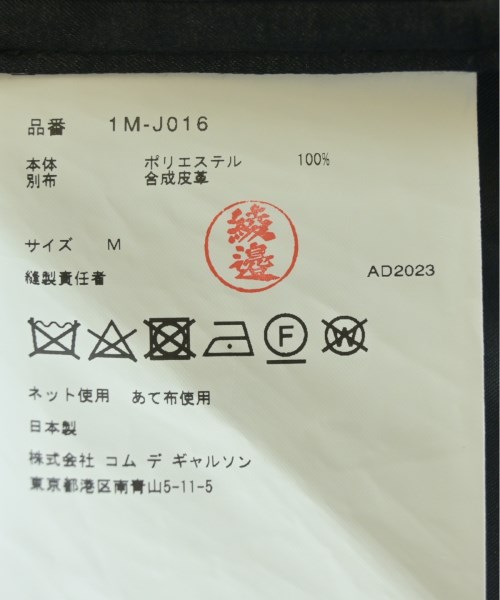 品番 1M-J016
本体 ポリエステル 100%
別布 合成皮革
綾
邉
サイズ M
縫製責任者 AD2023
F W
ネット使用 あて布使用
日本製
株式会社 コム デ ギャルソン
東京都港区南青山5-11-5